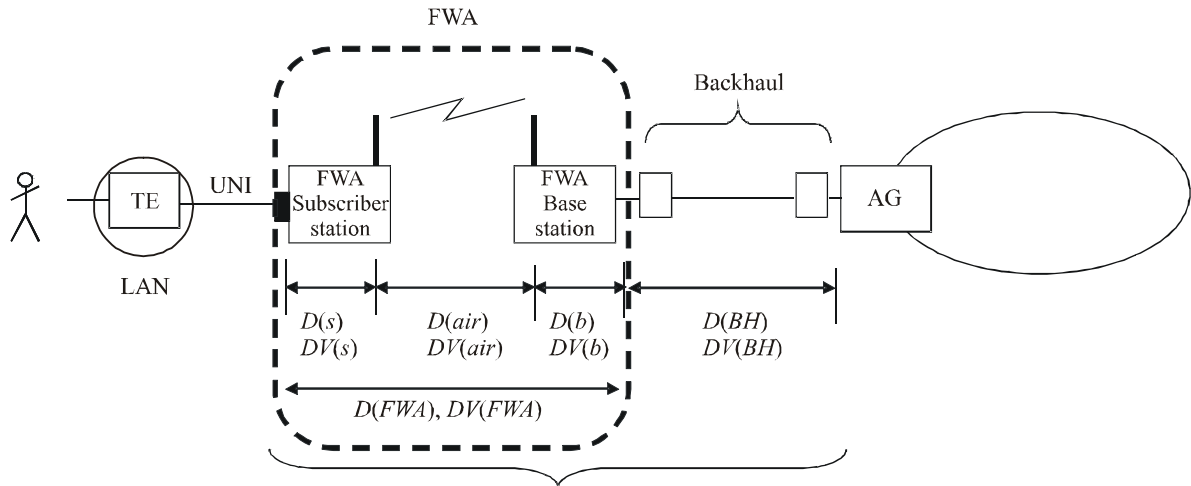 FWA
Backhaul
TE
UNI
FWA
Subscriber
station
FWA
Base
station
AG
LAN
D(s)
DV(s)
D(air)
DV(air)
D(b)
DV(b)
D(BH)
DV(BH)
D(FWA), DV(FWA)